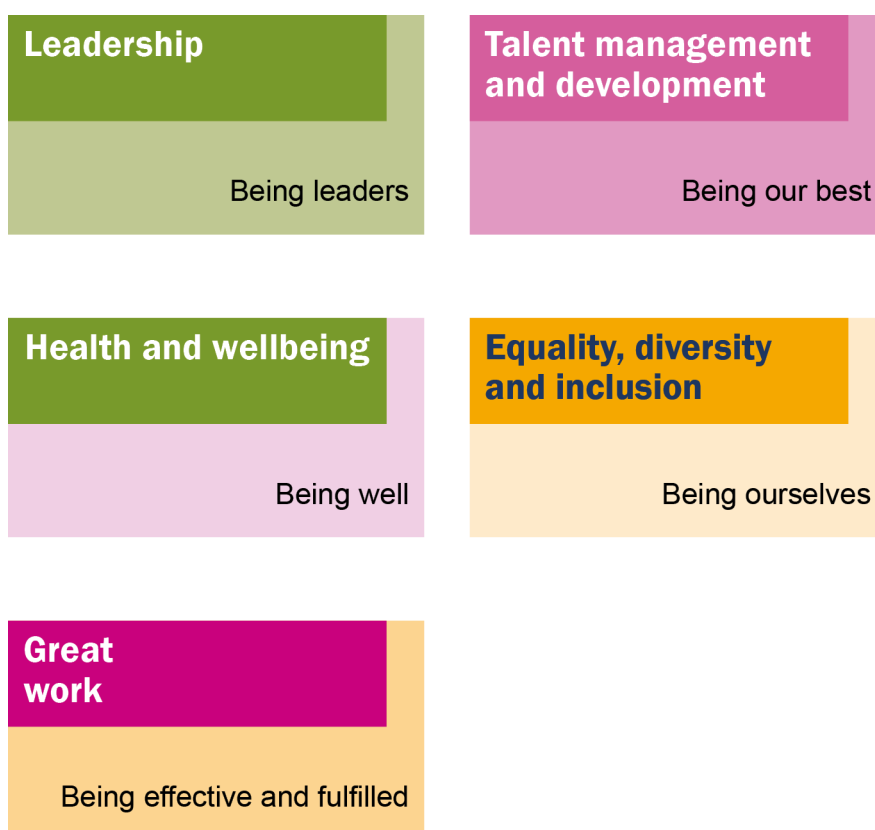 Leadership
Being leaders
Talent management
and development
Being our best
Health and wellbeing
Being well
Equality, diversity
and inclusion
Being ourselves
Great
work
Being effective and fulfilled